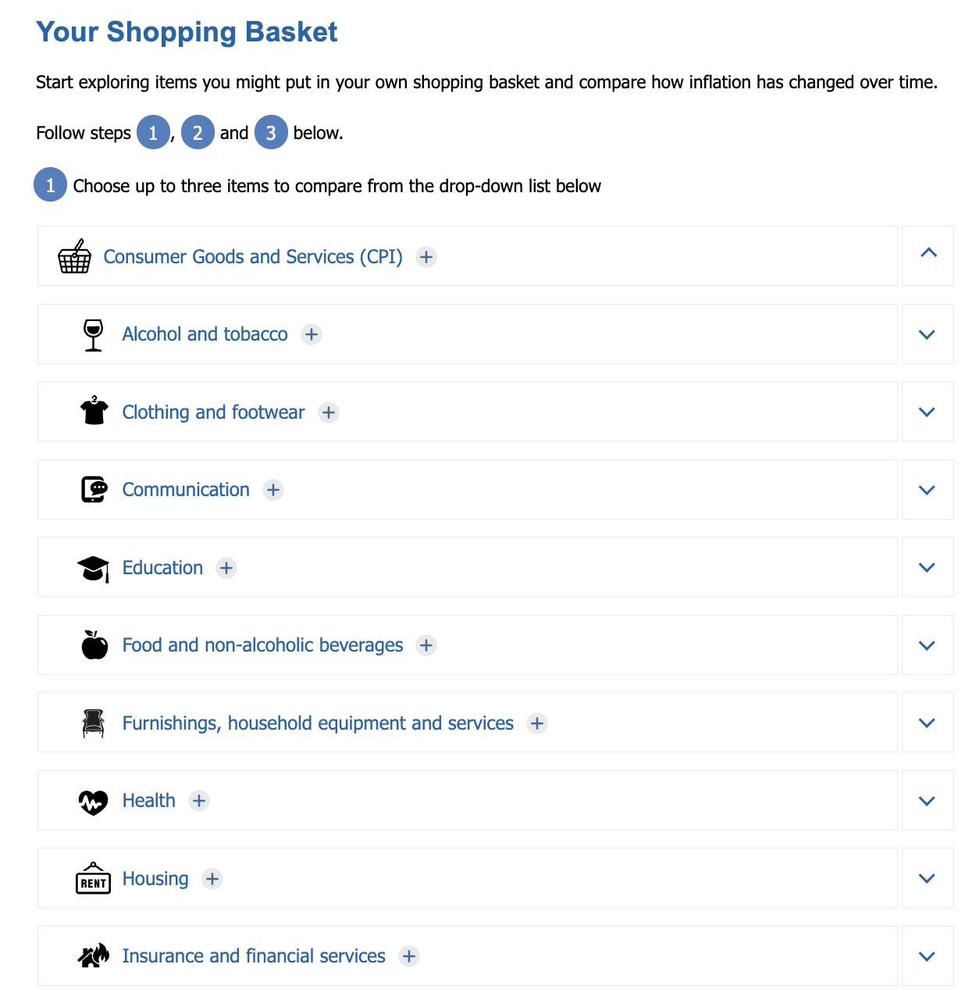 Your Shopping Basket
Start exploring items you might put in your own shopping basket and compare how inflation has changed over time.
Follow steps 1, 2 and 3 below.
1 Choose up to three items to compare from the drop-down list below
Consumer Goods and Services (CPI) +
Alcohol and tobacco +
Clothing and footwear +
Communication +
Education +
Food and non-alcoholic beverages +
Furnishings, household equipment and services +
Health +
RENT Housing +
Insurance and financial services +